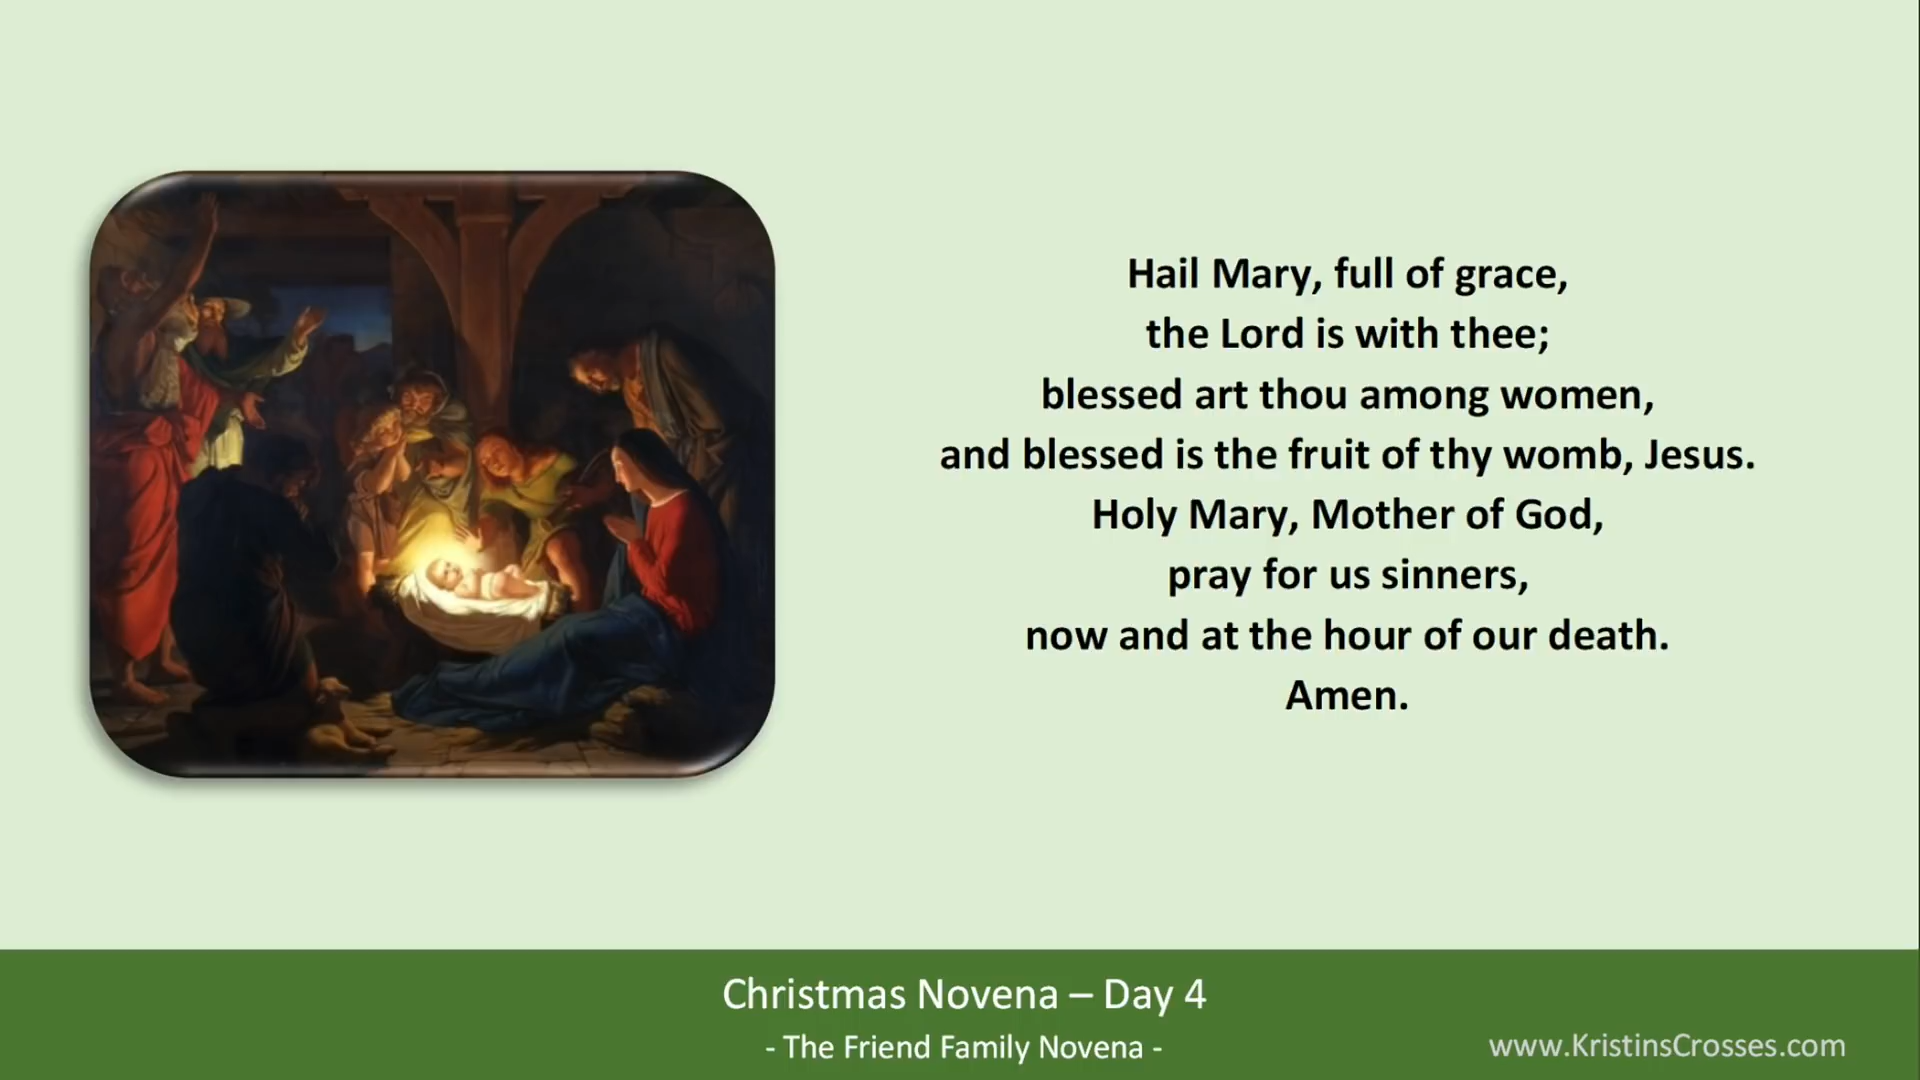 Hail Mary, full of grace,
the Lord is with thee;
blessed art thou among women,
and blessed is the fruit of thy womb, Jesus.
Holy Mary, Mother of God,
pray for us sinners,
now and at the hour of our death.
Amen.
Christmas Novena – Day 4
- The Friend Family Novena -
www.KristinsCrosses.com